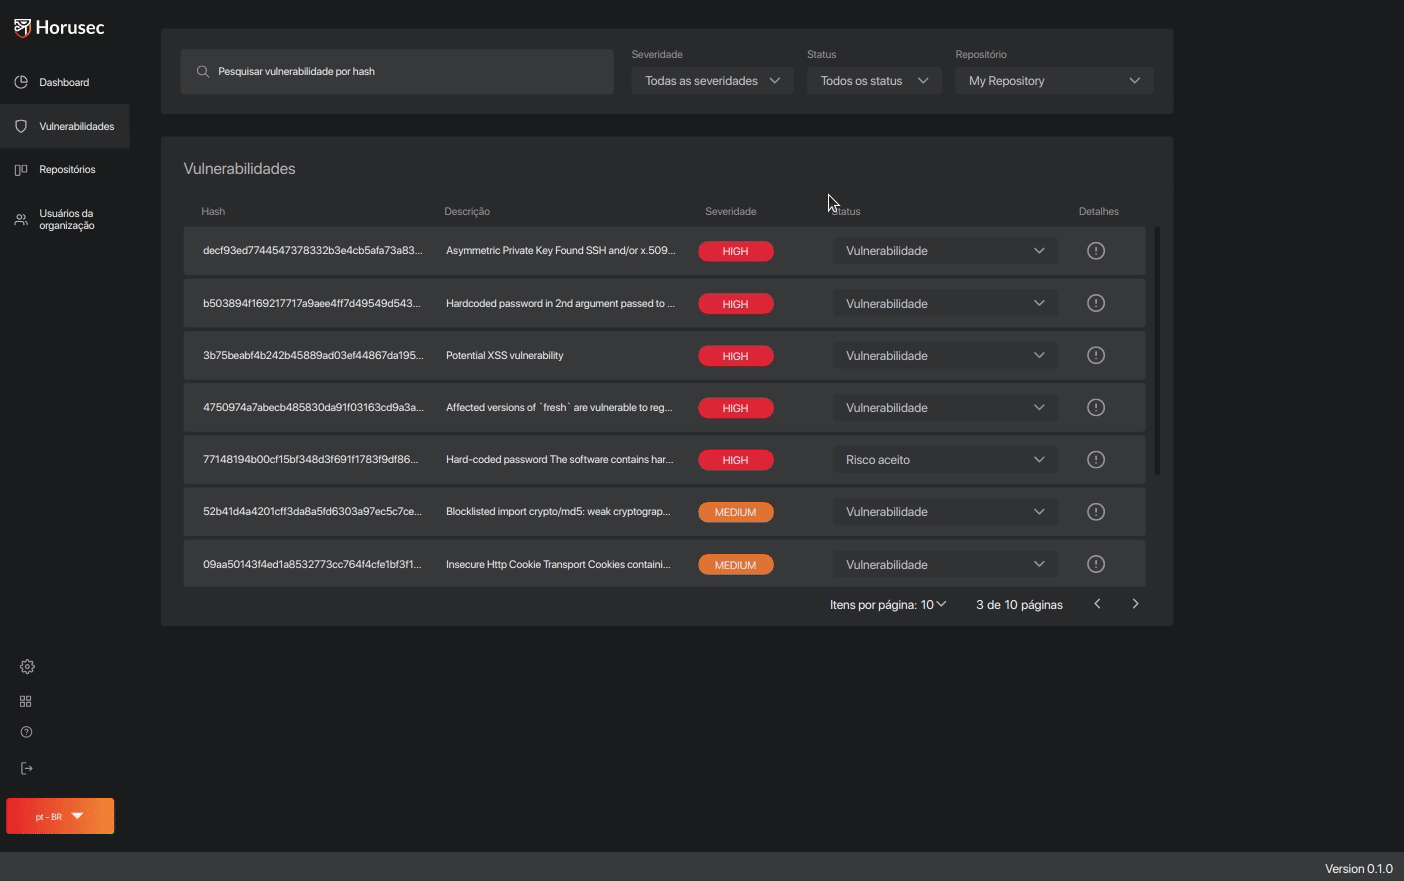 Horusec
Dashboard
Vulnerabilidades
Repositórios
Usuários da
organização
pt - BR
Pesquisar vulnerabilidade por hash
Severidade
Todas as severidades
Status
Todos os status
Repositório
My Repository
Vulnerabilidades
Hash Descrição Severidade Status Detalhes
decf93ed7744547378332b3e4cb5afa73a83... Asymmetric Private Key Found SSH and/or x.509... HIGH Vulnerabilidade
b503894f169217717a9aee4ff7d49549d543... Hardcoded password in 2nd argument passed to ... HIGH Vulnerabilidade
3b75beabf4b242b45889ad03ef44867da195... Potential XSS vulnerability HIGH Vulnerabilidade
4750974a7abecb485830da91f03163cd9a3a... Affected versions of `fresh` are vulnerable to reg... HIGH Vulnerabilidade
77148194b00cf15bf348d3f691f1783f9df86... Hard-coded password The software contains har... HIGH Risco aceito
52b41d4a4201cff3da8a5fd6303a97ec5c7ce... Blocklisted import crypto/md5: weak cryptograp... MEDIUM Vulnerabilidade
09aa50143f4ed1a8532773cc764f4cfe1bf3f1... Insecure Http Cookie Transport Cookies containi... MEDIUM Vulnerabilidade
Itens por página: 10 3 de 10 páginas
Version 0.1.0